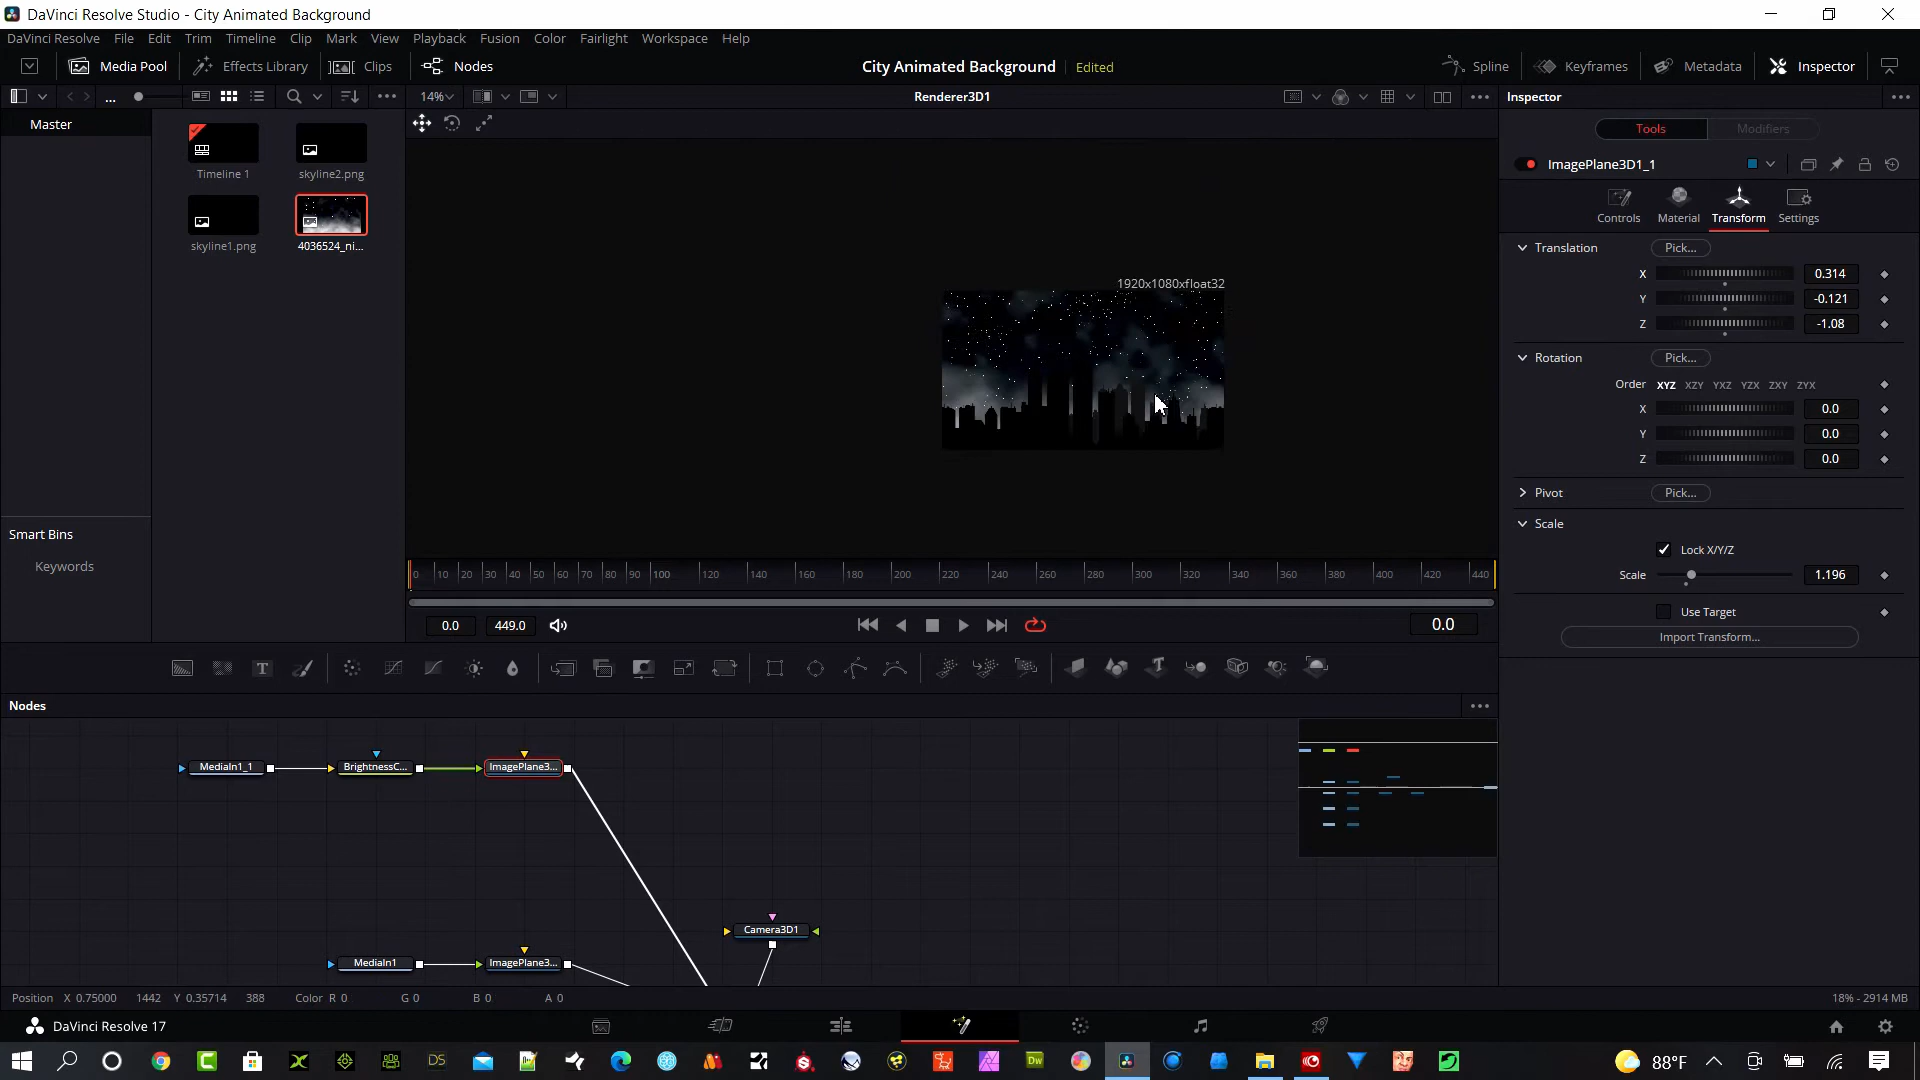 DaVinci Resolve Studio - City Animated Background
DaVinci Resolve File Edit Trim Timeline Clip Mark View Playback Fusion Color Fairlight Workspace Help
Media Pool Effects Library Clips Nodes City Animated Background Edited Spline Keyframes Metadata Inspector
... 14% Renderer3D1 Inspector
Master
Timeline 1 skyline2.png
skyline1.png 4036524_ni...
Smart Bins
Keywords
1920x1080xfloat32
Tools Modifiers
ImagePlane3D1_1
Controls Material Transform Settings
Translation Pick...
X 0.314
Y -0.121
Z -1.08
Rotation Pick...
Order XYZ XZY YXZ YZX ZXY ZYX
X 0.0
Y 0.0
Z 0.0
Pivot Pick...
Scale
Lock X/Y/Z
Scale 1.196
Use Target
Import Transform...
0 10 20 30 40 50 60 70 80 90 100 120 140 160 180 200 220 240 260 280 300 320 340 360 380 400 420 440
0.0 449.0 0.0
T
Nodes
MediaIn1_1 BrightnessC... ImagePlane3...
Camera3D1
MediaIn1 ImagePlane3...
Position X 0.75000 1442 Y 0.35714 388 Color R 0 G 0 B 0 A 0 18% - 2914 MB
DaVinci Resolve 17
DS Dw 88°F